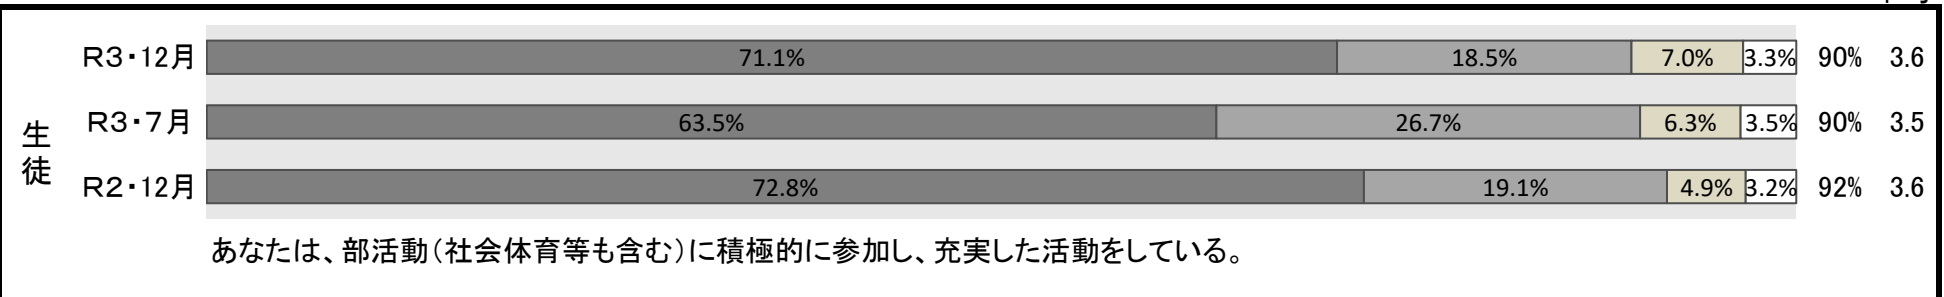 R3・12月 71.1% 18.5% 7.0% 3.3% 90% 3.6
R3・7月 63.5% 26.7% 6.3% 3.5% 90% 3.5
R2・12月 72.8% 19.1% 4.9% 3.2% 92% 3.6
生徒
あなたは、部活動（社会体育等も含む）に積極的に参加し、充実した活動をしている。